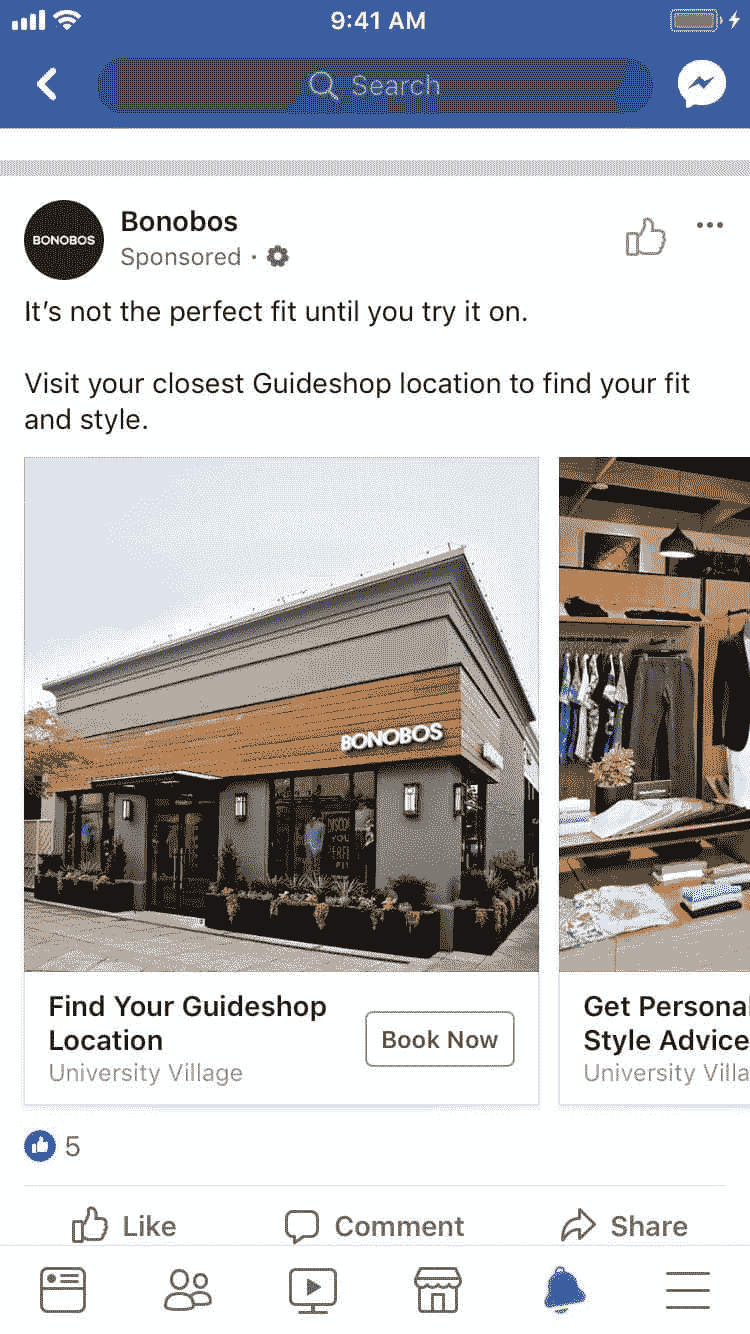 9:41 AM
Search
BONOBOS
Bonobos
Sponsored ·
It's not the perfect fit until you try it on.
Visit your closest Guideshop location to find your fit
and style.
BONOBOS
Find Your Guideshop
Location
University Village
Book Now
Get Personal
Style Advice
University Villa
5
Like
Comment
Share